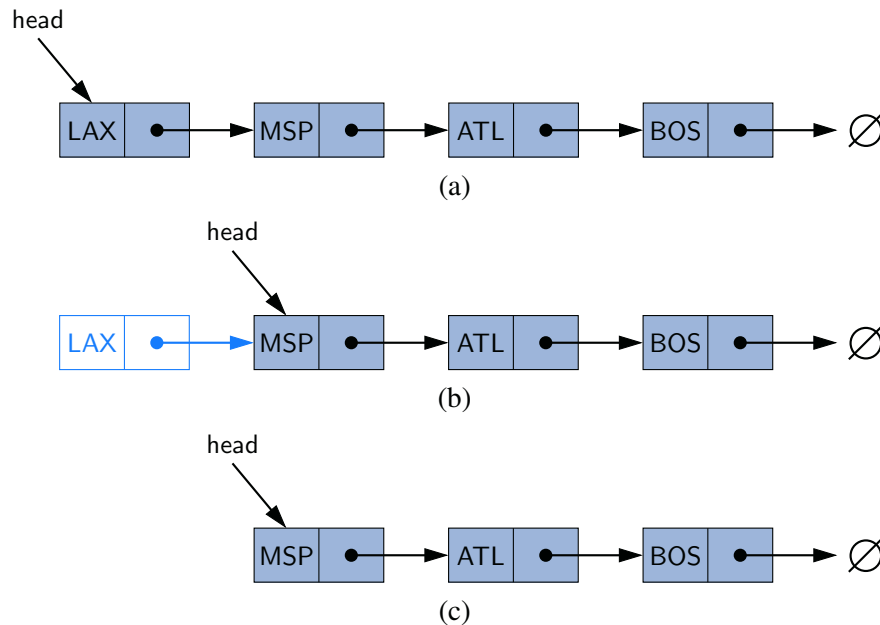 head
LAX MSP ATL BOS ∅
(a)
head
LAX MSP ATL BOS ∅
(b)
head
MSP ATL BOS ∅
(c)